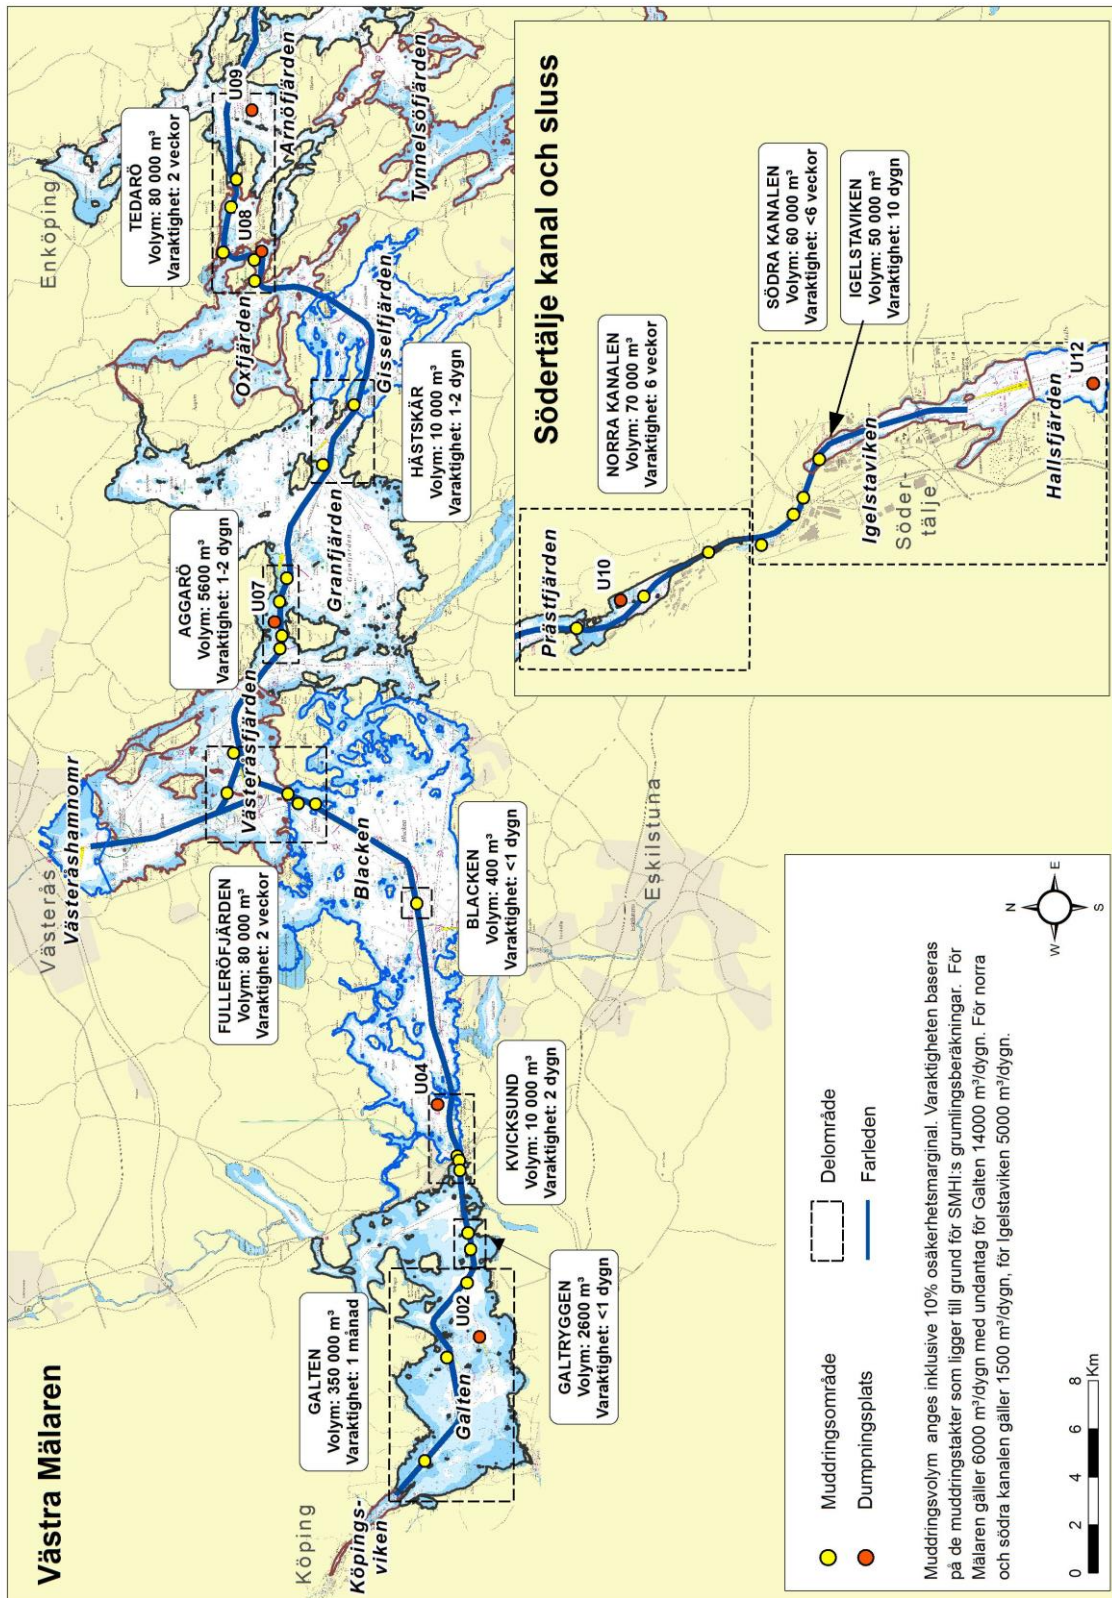 Västra Mälaren
Köping
Köpings-
viken
GALTEN
Volym: 350 000 m³
Varaktighet: 1 månad
Galten
U02
GALTRYGGEN
Volym: 2600 m³
Varaktighet: <1 dygn
KVICKSUND
Volym: 10 000 m³
Varaktighet: 2 dygn
U04
BLACKEN
Volym: 400 m³
Varaktighet: <1 dygn
Blacken
FULLERÖFJÄRDEN
Volym: 80 000 m³
Varaktighet: 2 veckor
Västerås
Västeråshamnomr
Västeråsfjärden
Eskilstuna
AGGARÖ
Volym: 5600 m³
Varaktighet: 1-2 dygn
U07
Granfjärden
HÄSTSKÄR
Volym: 10 000 m³
Varaktighet: 1-2 dygn
Gisselfjärden
Oxfjärden
Enköping
TEDARÖ
Volym: 80 000 m³
Varaktighet: 2 veckor
U08
U09
Arnöfjärden
Tynnelsöfjärden
Södertälje kanal och sluss
Prästfjärden
U10
NORRA KANALEN
Volym: 70 000 m³
Varaktighet: 6 veckor
SÖDRA KANALEN
Volym: 60 000 m³
Varaktighet: <6 veckor
IGELSTAVIKEN
Volym: 50 000 m³
Varaktighet: 10 dygn
Igelstaviken
Söder-
tälje
Hallsfjärden
U12
Muddringsområde
Dumpningsplats
Delområde
Farleden
Muddringsvolym anges inklusive 10% osäkerhetsmarginal. Varaktigheten baseras
på de muddringstakter som ligger till grund för SMHI:s grumlingsberäkningar. För
Mälaren gäller 6000 m³/dygn med undantag för Galten 14000 m³/dygn. För norra
och södra kanalen gäller 1500 m³/dygn, för Igelstaviken 5000 m³/dygn.
0 2 4 6 8
Km
N
W E
S